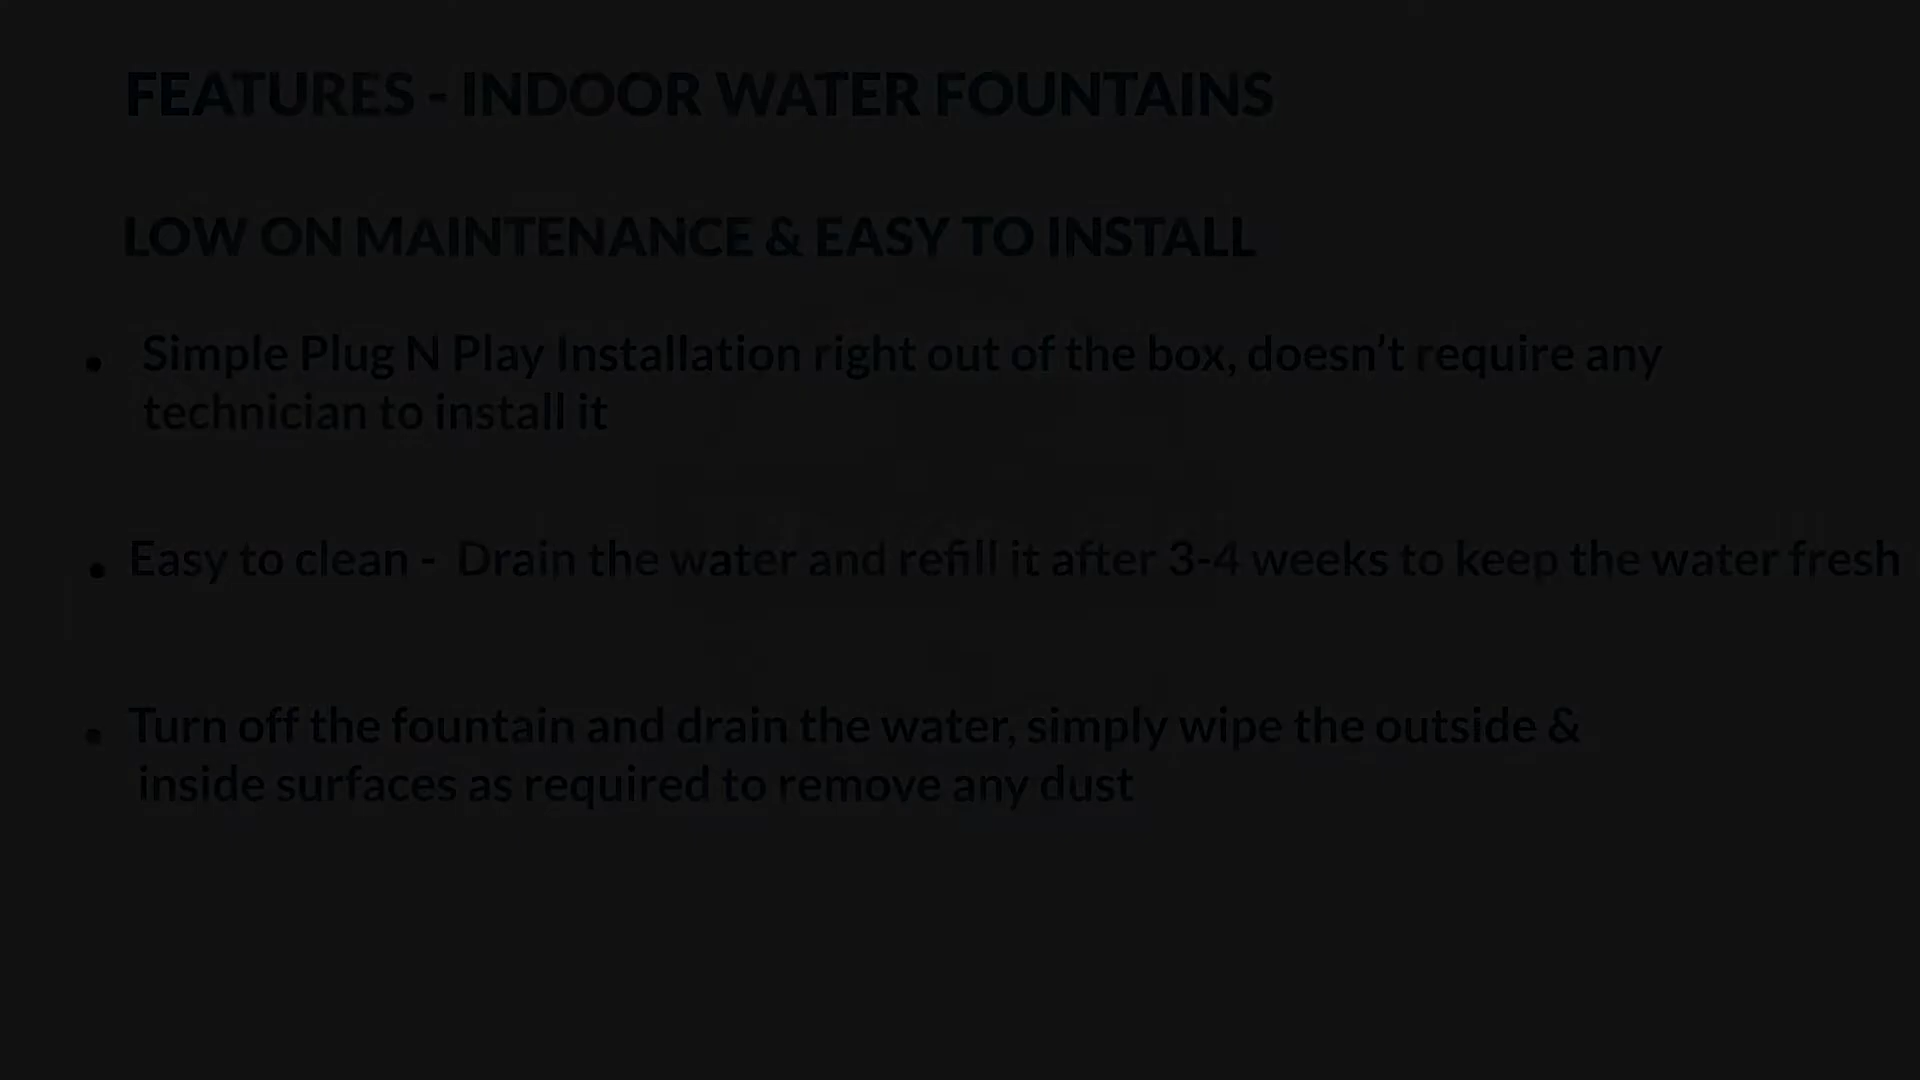 FEATURES - INDOOR WATER FOUNTAINS
LOW ON MAINTENANCE & EASY TO INSTALL
• Simple Plug N Play Installation right out of the box, doesn't require any
technician to install it
• Easy to clean - Drain the water and refill it after 3-4 weeks to keep the water fresh
• Turn off the fountain and drain the water, simply wipe the outside &
inside surfaces as required to remove any dust